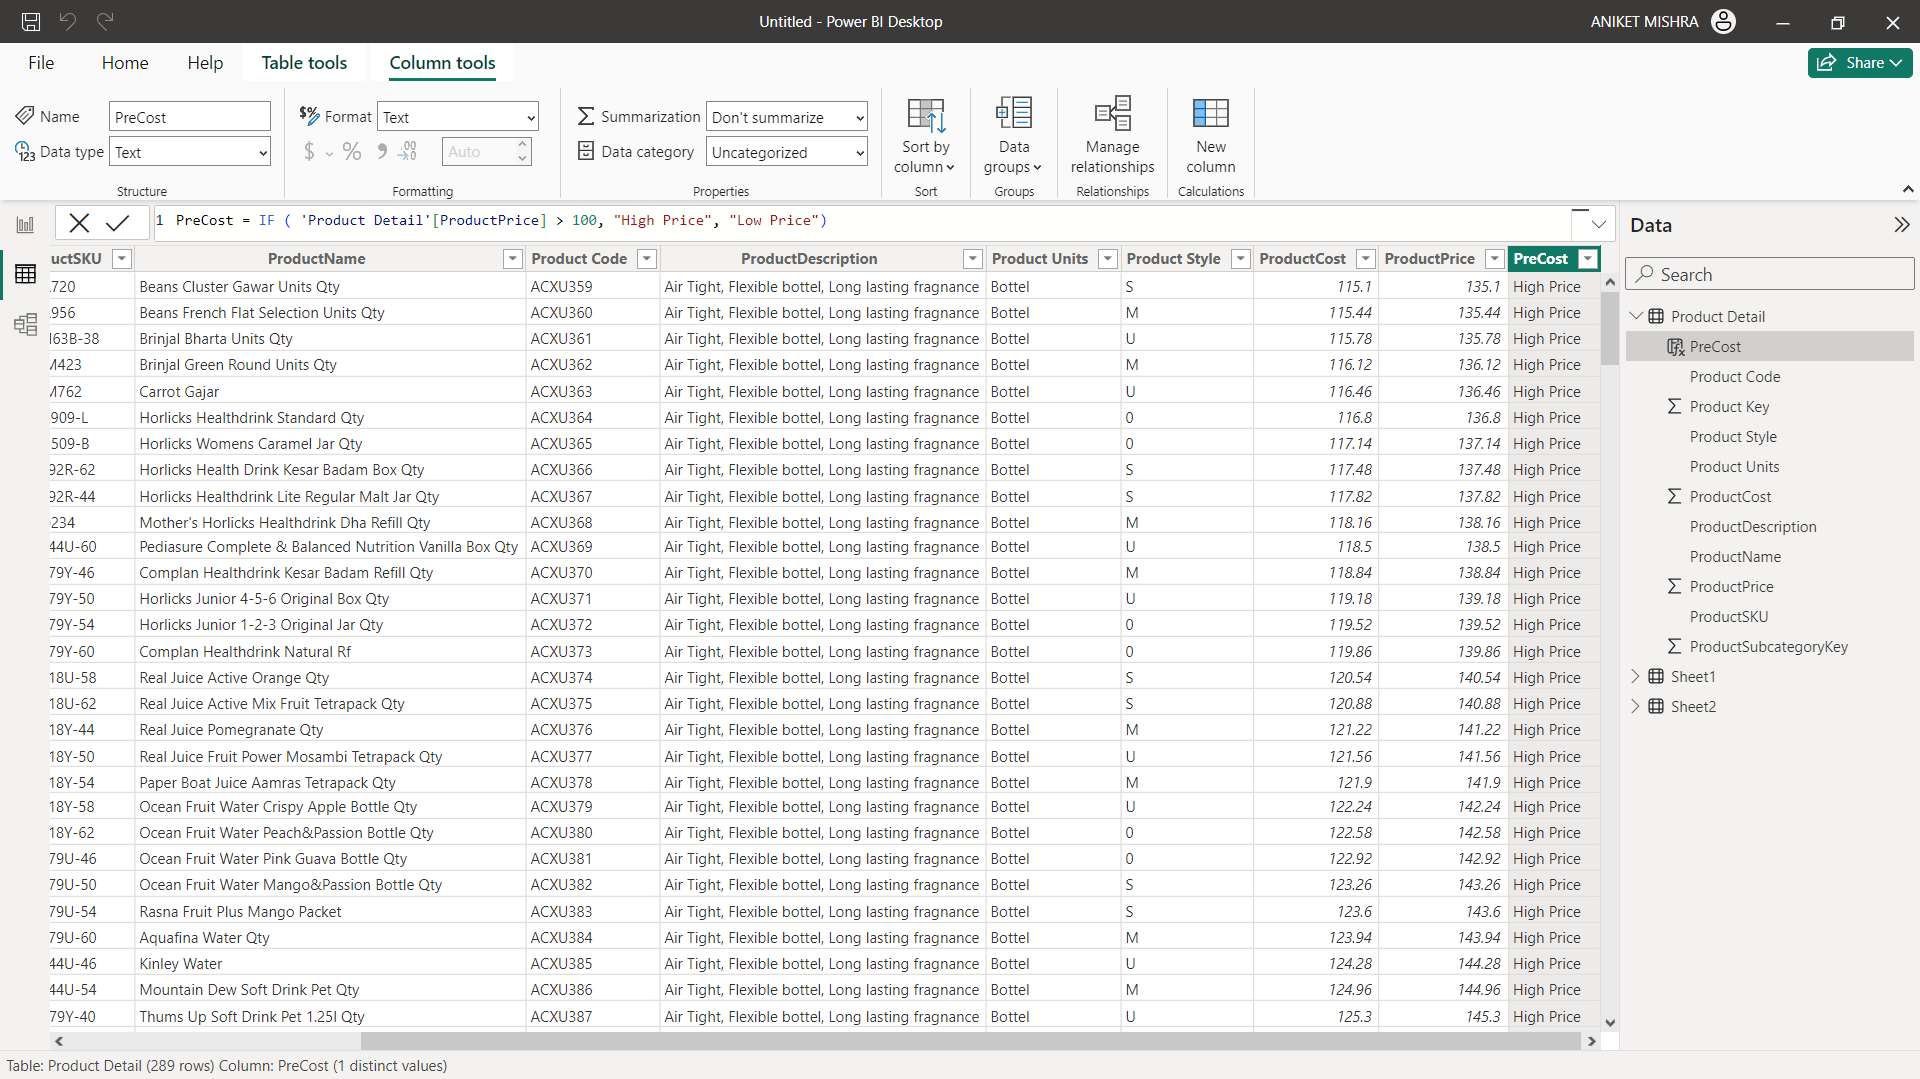 Untitled - Power BI Desktop
ANIKET MISHRA
File Home Help Table tools Column tools
Share
Name PreCost
Data type Text
Structure
Format Text
$ % 9 .00 Auto
Formatting
Summarization Don't summarize
Data category Uncategorized
Properties
Sort by column
Sort
Data groups
Groups
Manage relationships
Relationships
New column
Calculations
1 PreCost = IF ( 'Product Detail'[ProductPrice] > 100, "High Price", "Low Price")
uctSKU ProductName Product Code ProductDescription Product Units Product Style ProductCost ProductPrice PreCost
720 Beans Cluster Gawar Units Qty ACXU359 Air Tight, Flexible bottel, Long lasting fragnance Bottel S 115.1 135.1 High Price
956 Beans French Flat Selection Units Qty ACXU360 Air Tight, Flexible bottel, Long lasting fragnance Bottel M 115.44 135.44 High Price
63B-38 Brinjal Bharta Units Qty ACXU361 Air Tight, Flexible bottel, Long lasting fragnance Bottel U 115.78 135.78 High Price
M423 Brinjal Green Round Units Qty ACXU362 Air Tight, Flexible bottel, Long lasting fragnance Bottel M 116.12 136.12 High Price
M762 Carrot Gajar ACXU363 Air Tight, Flexible bottel, Long lasting fragnance Bottel U 116.46 136.46 High Price
909-L Horlicks Healthdrink Standard Qty ACXU364 Air Tight, Flexible bottel, Long lasting fragnance Bottel 0 116.8 136.8 High Price
509-B Horlicks Womens Caramel Jar Qty ACXU365 Air Tight, Flexible bottel, Long lasting fragnance Bottel 0 117.14 137.14 High Price
92R-62 Horlicks Health Drink Kesar Badam Box Qty ACXU366 Air Tight, Flexible bottel, Long lasting fragnance Bottel S 117.48 137.48 High Price
92R-44 Horlicks Healthdrink Lite Regular Malt Jar Qty ACXU367 Air Tight, Flexible bottel, Long lasting fragnance Bottel S 117.82 137.82 High Price
234 Mother's Horlicks Healthdrink Dha Refill Qty ACXU368 Air Tight, Flexible bottel, Long lasting fragnance Bottel M 118.16 138.16 High Price
44U-60 Pediasure Complete & Balanced Nutrition Vanilla Box Qty ACXU369 Air Tight, Flexible bottel, Long lasting fragnance Bottel U 118.5 138.5 High Price
79Y-46 Complan Healthdrink Kesar Badam Refill Qty ACXU370 Air Tight, Flexible bottel, Long lasting fragnance Bottel M 118.84 138.84 High Price
79Y-50 Horlicks Junior 4-5-6 Original Box Qty ACXU371 Air Tight, Flexible bottel, Long lasting fragnance Bottel U 119.18 139.18 High Price
79Y-54 Horlicks Junior 1-2-3 Original Jar Qty ACXU372 Air Tight, Flexible bottel, Long lasting fragnance Bottel 0 119.52 139.52 High Price
79Y-60 Complan Healthdrink Natural Rf ACXU373 Air Tight, Flexible bottel, Long lasting fragnance Bottel 0 119.86 139.86 High Price
18U-58 Real Juice Active Orange Qty ACXU374 Air Tight, Flexible bottel, Long lasting fragnance Bottel S 120.54 140.54 High Price
18U-62 Real Juice Active Mix Fruit Tetrapack Qty ACXU375 Air Tight, Flexible bottel, Long lasting fragnance Bottel S 120.88 140.88 High Price
18Y-44 Real Juice Pomegranate Qty ACXU376 Air Tight, Flexible bottel, Long lasting fragnance Bottel M 121.22 141.22 High Price
18Y-50 Real Juice Fruit Power Mosambi Tetrapack Qty ACXU377 Air Tight, Flexible bottel, Long lasting fragnance Bottel U 121.56 141.56 High Price
18Y-54 Paper Boat Juice Aamras Tetrapack Qty ACXU378 Air Tight, Flexible bottel, Long lasting fragnance Bottel M 121.9 141.9 High Price
18Y-58 Ocean Fruit Water Crispy Apple Bottle Qty ACXU379 Air Tight, Flexible bottel, Long lasting fragnance Bottel U 122.24 142.24 High Price
18Y-62 Ocean Fruit Water Peach&Passion Bottle Qty ACXU380 Air Tight, Flexible bottel, Long lasting fragnance Bottel 0 122.58 142.58 High Price
79U-46 Ocean Fruit Water Pink Guava Bottle Qty ACXU381 Air Tight, Flexible bottel, Long lasting fragnance Bottel 0 122.92 142.92 High Price
79U-50 Ocean Fruit Water Mango&Passion Bottle Qty ACXU382 Air Tight, Flexible bottel, Long lasting fragnance Bottel S 123.26 143.26 High Price
79U-54 Rasna Fruit Plus Mango Packet ACXU383 Air Tight, Flexible bottel, Long lasting fragnance Bottel S 123.6 143.6 High Price
79U-60 Aquafina Water Qty ACXU384 Air Tight, Flexible bottel, Long lasting fragnance Bottel M 123.94 143.94 High Price
44U-46 Kinley Water ACXU385 Air Tight, Flexible bottel, Long lasting fragnance Bottel U 124.28 144.28 High Price
44U-54 Mountain Dew Soft Drink Pet Qty ACXU386 Air Tight, Flexible bottel, Long lasting fragnance Bottel M 124.96 144.96 High Price
79Y-40 Thums Up Soft Drink Pet 1.25l Qty ACXU387 Air Tight, Flexible bottel, Long lasting fragnance Bottel U 125.3 145.3 High Price
Data
Search
Product Detail
PreCost
Product Code
Product Key
Product Style
Product Units
ProductCost
ProductDescription
ProductName
ProductPrice
ProductSKU
ProductSubcategoryKey
Sheet1
Sheet2
Table: Product Detail (289 rows) Column: PreCost (1 distinct values)